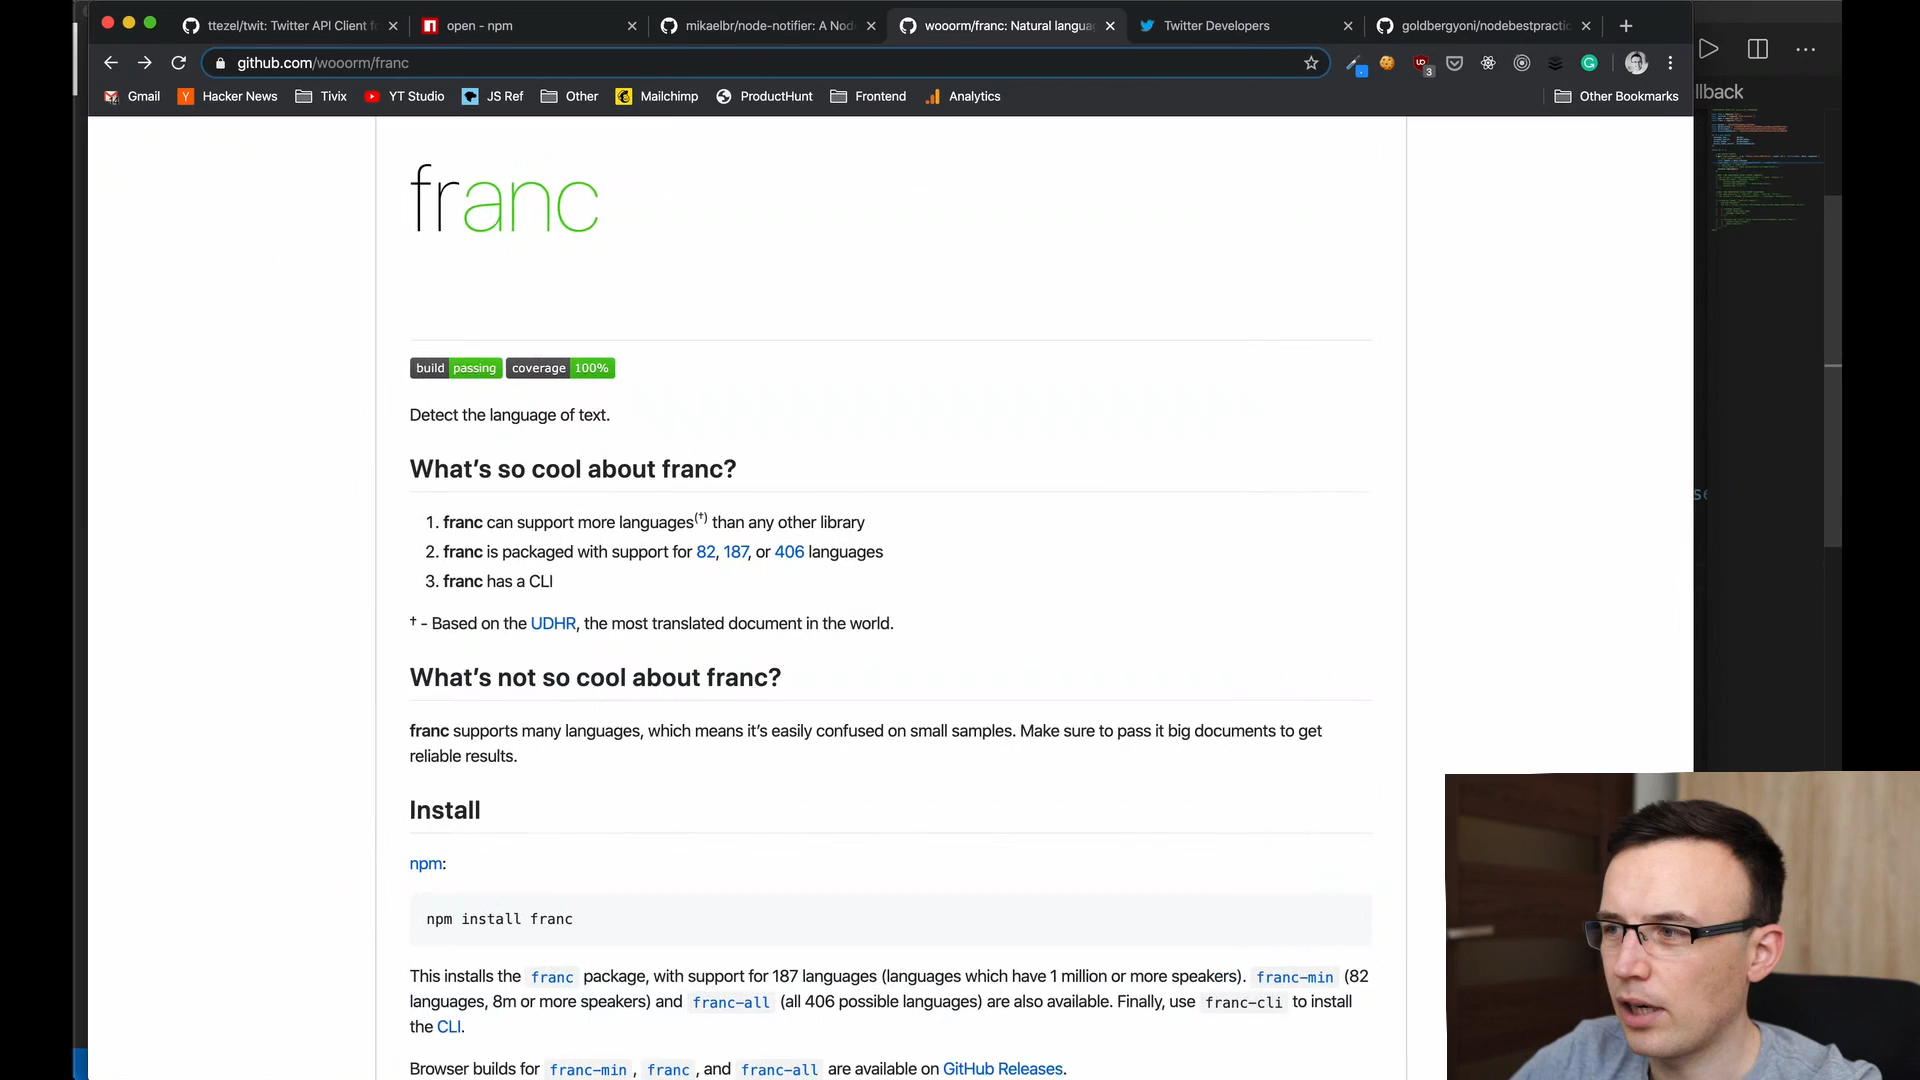 ttezel/twit: Twitter API Client f
open - npm
mikaelbr/node-notifier: A Nod
wooorm/franc: Natural langua
Twitter Developers
goldbergyoni/nodebestpractic
github.com/wooorm/franc
3
Gmail
Hacker News
Tivix
YT Studio
JS Ref
Other
Mailchimp
ProductHunt
Frontend
Analytics
Other Bookmarks
llback
franc
build passing
coverage 100%
Detect the language of text.
What's so cool about franc?
1. franc can support more languages(†) than any other library
2. franc is packaged with support for 82, 187, or 406 languages
3. franc has a CLI
† - Based on the UDHR, the most translated document in the world.
What's not so cool about franc?
franc supports many languages, which means it's easily confused on small samples. Make sure to pass it big documents to get
reliable results.
Install
npm:
npm install franc
This installs the franc package, with support for 187 languages (languages which have 1 million or more speakers). franc-min (82
languages, 8m or more speakers) and franc-all (all 406 possible languages) are also available. Finally, use franc-cli to install
the CLI.
Browser builds for franc-min, franc, and franc-all are available on GitHub Releases.